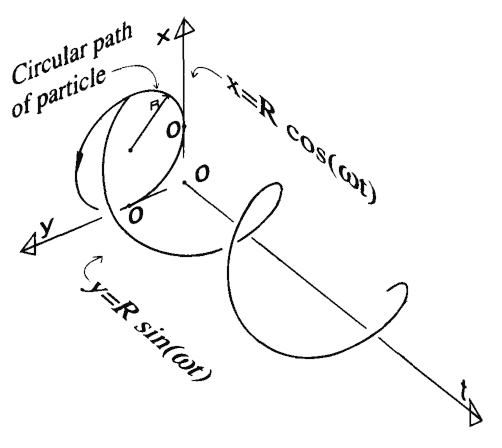 x
Circular path
of particle
R
x=R cos(ωt)
O
O
O
y
y=R sin(ωt)
t